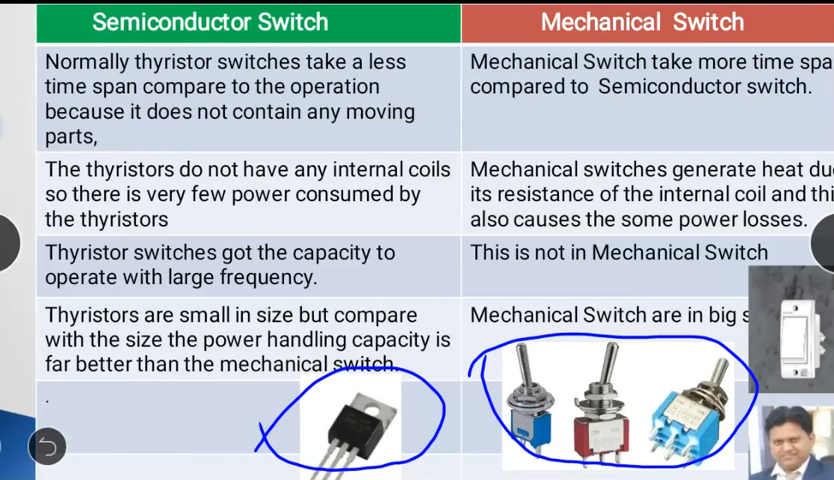 Semiconductor Switch
Mechanical Switch
Normally thyristor switches take a less
time span compare to the operation
because it does not contain any moving
parts,
Mechanical Switch take more time spa
compared to Semiconductor switch.
The thyristors do not have any internal coils
so there is very few power consumed by
the thyristors
Mechanical switches generate heat du
its resistance of the internal coil and thi
also causes the some power losses.
Thyristor switches got the capacity to
operate with large frequency.
This is not in Mechanical Switch
Thyristors are small in size but compare
with the size the power handling capacity is
far better than the mechanical switch.
Mechanical Switch are in big s
.